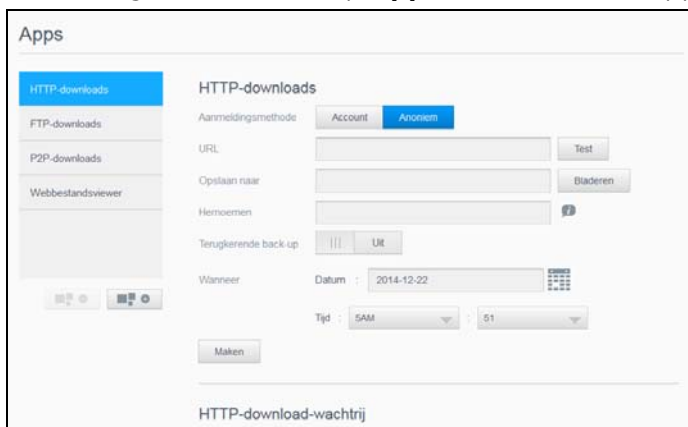 Apps
HTTP-downloads
FTP-downloads
P2P-downloads
Webbestandsviewer
HTTP-downloads
Aanmeldingsmethode Account Anoniem
URL Test
Opslaan naar Bladeren
Hernoemen
Terugkerende back-up Uit
Wanneer Datum : 2014-12-22
Tijd : 5AM : 51
Maken
HTTP-download-wachtrij